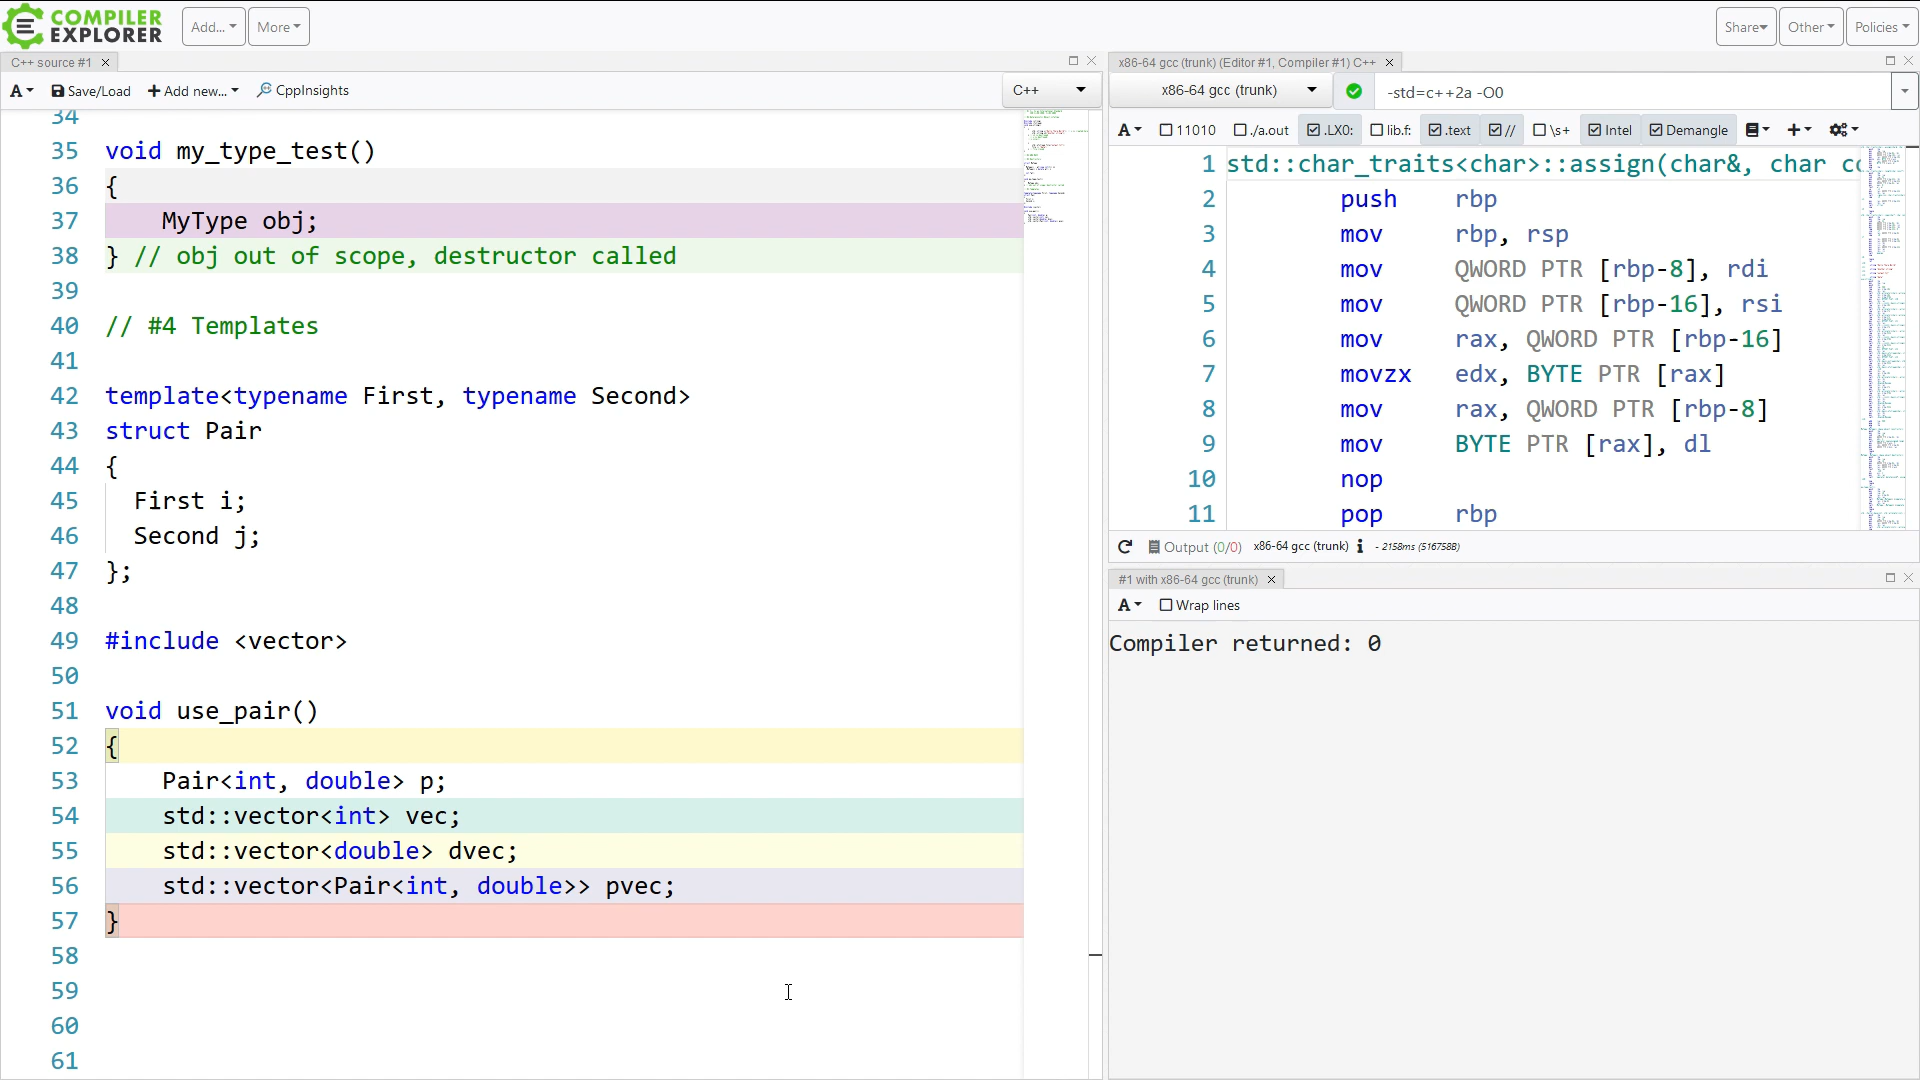 COMPILER
EXPLORER
Add...
More
Share
Other
Policies
C++ source #1
A
Save/Load
Add new...
CppInsights
C++
34
35 void my_type_test()
36 {
37 MyType obj;
38 } // obj out of scope, destructor called
39
40 // #4 Templates
41
42 template<typename First, typename Second>
43 struct Pair
44 {
45 First i;
46 Second j;
47 };
48
49 #include <vector>
50
51 void use_pair()
52 {
53 Pair<int, double> p;
54 std::vector<int> vec;
55 std::vector<double> dvec;
56 std::vector<Pair<int, double>> pvec;
57 }
58
59
60
61
x86-64 gcc (trunk) (Editor #1, Compiler #1) C++
x86-64 gcc (trunk)
-std=c++2a -O0
A
11010
./a.out
.LX0:
lib.f:
.text
//
\s+
Intel
Demangle
1 std::char_traits<char>::assign(char&, char co
2 push rbp
3 mov rbp, rsp
4 mov QWORD PTR [rbp-8], rdi
5 mov QWORD PTR [rbp-16], rsi
6 mov rax, QWORD PTR [rbp-16]
7 movzx edx, BYTE PTR [rax]
8 mov rax, QWORD PTR [rbp-8]
9 mov BYTE PTR [rax], dl
10 nop
11 pop rbp
Output (0/0) x86-64 gcc (trunk) i - 2158ms (516758B)
#1 with x86-64 gcc (trunk)
A
Wrap lines
Compiler returned: 0